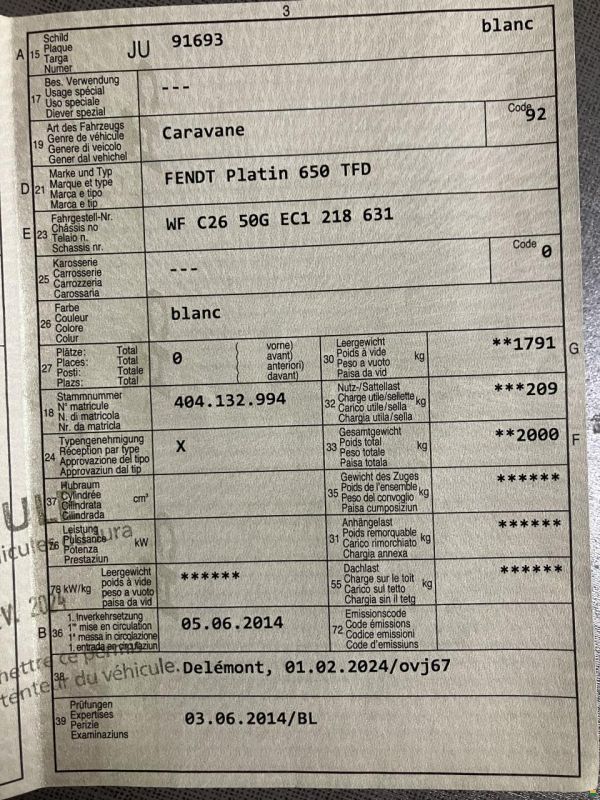 3
A 15 Schild
Plaque
Targa
Numer
JU 91693 blanc
17 Bes. Verwendung
Usage spécial
Uso speciale
Diever spezial
---
19 Art des Fahrzeugs
Genre de véhicule
Genere di veicolo
Gener dal vehichel
Caravane
Code 92
D 21 Marke und Typ
Marque et type
Marca e tipo
Marca e tip
FENDT Platin 650 TFD
E 23 Fahrgestell-Nr.
Châssis no
Telaio n.
Schassis nr.
WF C26 50G EC1 218 631
25 Karosserie
Carrosserie
Carrozzeria
Carossaria
---
Code 0
26 Farbe
Couleur
Colore
Colur
blanc
27 Plätze: Total
Places: Total
Posti: Totale
Plazs: Total
0
( vorne)
( avant)
( anteriori)
( davant)
30 Leergewicht
Poids à vide
Peso a vuoto
Paisa da vid
kg
**1791 G
18 Stammnummer
N° matricule
N. di matricola
Nr. da matricla
404.132.994
32 Nutz-/Sattellast
Charge utile/sellette
Carico utile/sella
Chargia utila/sella
kg
***209
24 Typengenehmigung
Réception par type
Approvazione del tipo
Approvaziun dal tip
X
33 Gesamtgewicht
Poids total
Peso totale
Paisa totala
kg
**2000 F
37 Hubraum
Cylindrée
Cilindrata
Cilindrada
cm³
35 Gewicht des Zuges
Poids de l'ensemble
Peso del convoglio
Paisa cumposiziun
kg
******
76 Leistung
Puissance
Potenza
Prestaziun
kW
31 Anhängelast
Poids remorquable
Carico rimorchiato
Chargia annexa
kg
******
78 kW/kg Leergewicht
poids à vide
peso a vuoto
paisa da vid
******
55 Dachlast
Charge sur le toit
Carico sul tetto
Chargia sin il tetg
kg
******
B 36 1. Inverkehrsetzung
1re mise en circulation
1a messa in circolazione
1. entrada en circulaziun
05.06.2014
72 Emissionscode
Code émissions
Codice emissioni
Code d'emissiuns
38 Delémont, 01.02.2024/ovj67
39 Prüfungen
Expertises
Perizie
Examinaziuns
03.06.2014/BL
ura
V. 2024
mettre ce perm
tenteur du véhicule.